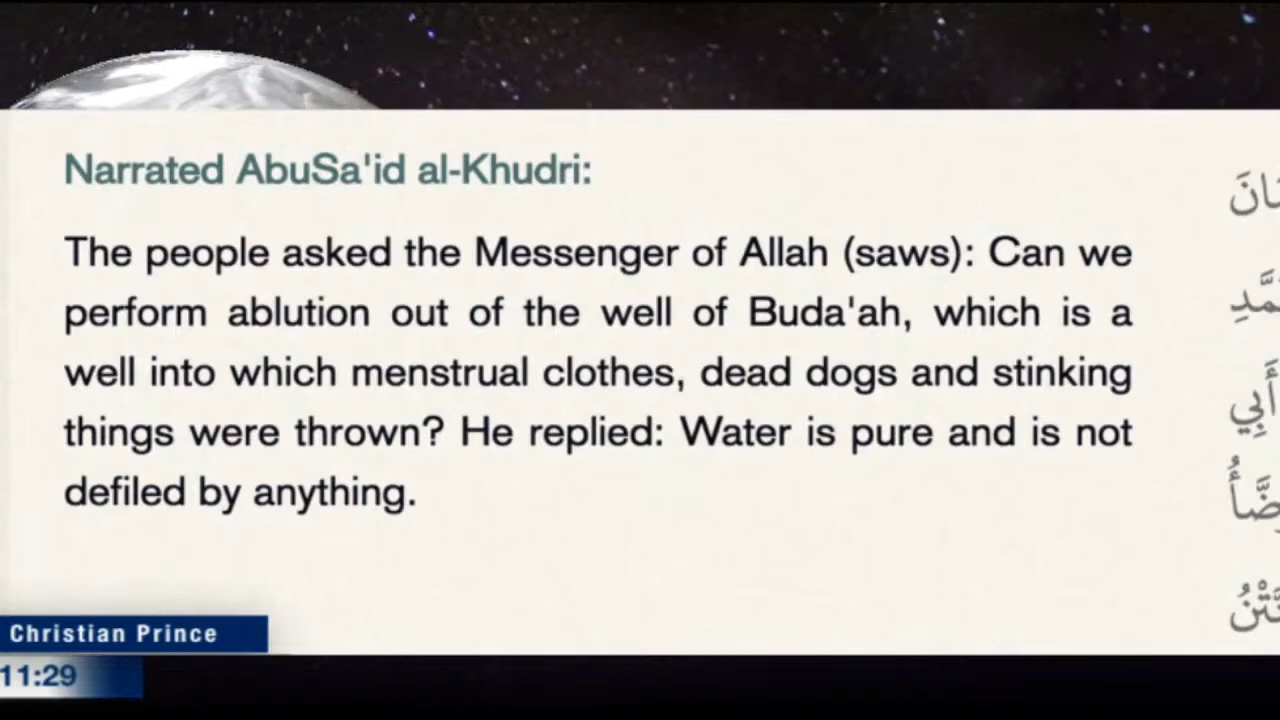 Narrated AbuSa'id al-Khudri:
The people asked the Messenger of Allah (saws): Can we
perform ablution out of the well of Buda'ah, which is a
well into which menstrual clothes, dead dogs and stinking
things were thrown? He replied: Water is pure and is not
defiled by anything.
أَبِي
Christian Prince
11:29